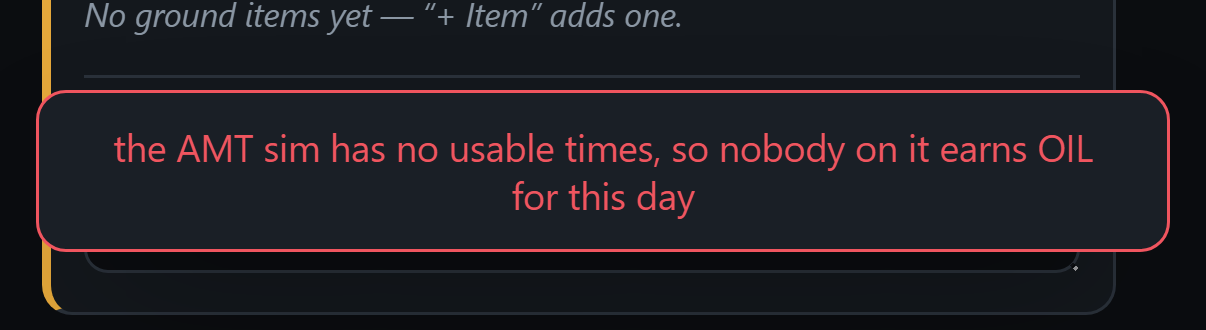 No ground items yet — “+ Item” adds one.
the AMT sim has no usable times, so nobody on it earns OIL
for this day